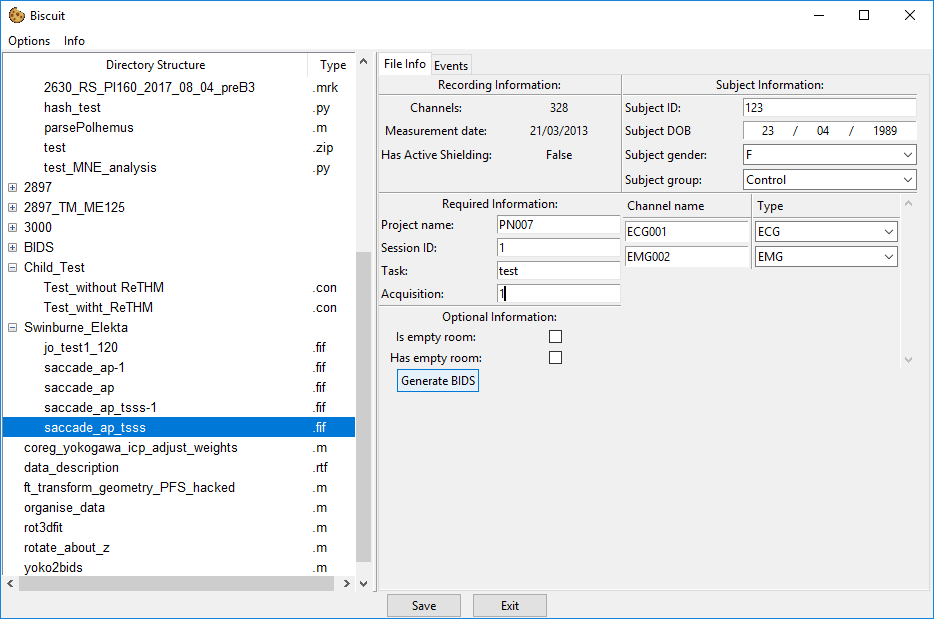 Biscuit
Options Info
Directory Structure Type
2630_RS_PI160_2017_08_04_preB3 .mrk
hash_test .py
parsePolhemus .m
test .zip
test_MNE_analysis .py
2897
2897_TM_ME125
3000
BIDS
Child_Test
Test_without ReTHM .con
Test_witht_ReTHM .con
Swinburne_Elekta
jo_test1_120 .fif
saccade_ap-1 .fif
saccade_ap .fif
saccade_ap_tsss-1 .fif
saccade_ap_tsss .fif
coreg_yokogawa_icp_adjust_weights .m
data_description .rtf
ft_transform_geometry_PFS_hacked .m
organise_data .m
rot3dfit .m
rotate_about_z .m
yoko2bids .m
File Info Events
Recording Information:
Channels: 328
Measurement date: 21/03/2013
Has Active Shielding: False
Subject Information:
Subject ID: 123
Subject DOB 23 / 04 / 1989
Subject gender: F
Subject group: Control
Required Information:
Project name: PN007
Session ID: 1
Task: test
Acquisition: 1
Channel name Type
ECG001 ECG
EMG002 EMG
Optional Information:
Is empty room:
Has empty room:
Generate BIDS
Save Exit